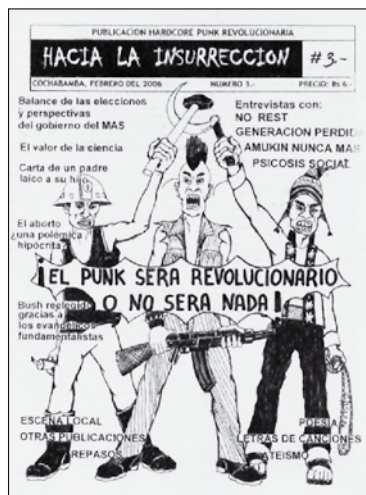 PUBLICACION HARDCORE PUNK REVOLUCIONARIA
HACIA LA INSURRECCION
#3.-
COCHABAMBA, FEBRERO DEL 2006
NUMERO 3.-
PRECIO: Bs 6.-
Balance de las elecciones
y perspectivas
del gobierno del MAS
El valor de la ciencia
Carta de un padre
laico a su hijo
El aborto
¿una polémica
hipócrita?
Entrevistas con:
NO REST
GENERACION PERDIDA
AMUKIN NUNCA MAS
PSICOSIS SOCIAL
¡EL PUNK SERA REVOLUCIONARIO
O NO SERA NADA!
Bush reelegido
gracias a
los evangélicos
fundamentalistas
ESCENA LOCAL
OTRAS PUBLICACIONES
REPASOS
POESIA
LETRAS DE CANCIONES
ATEISMO